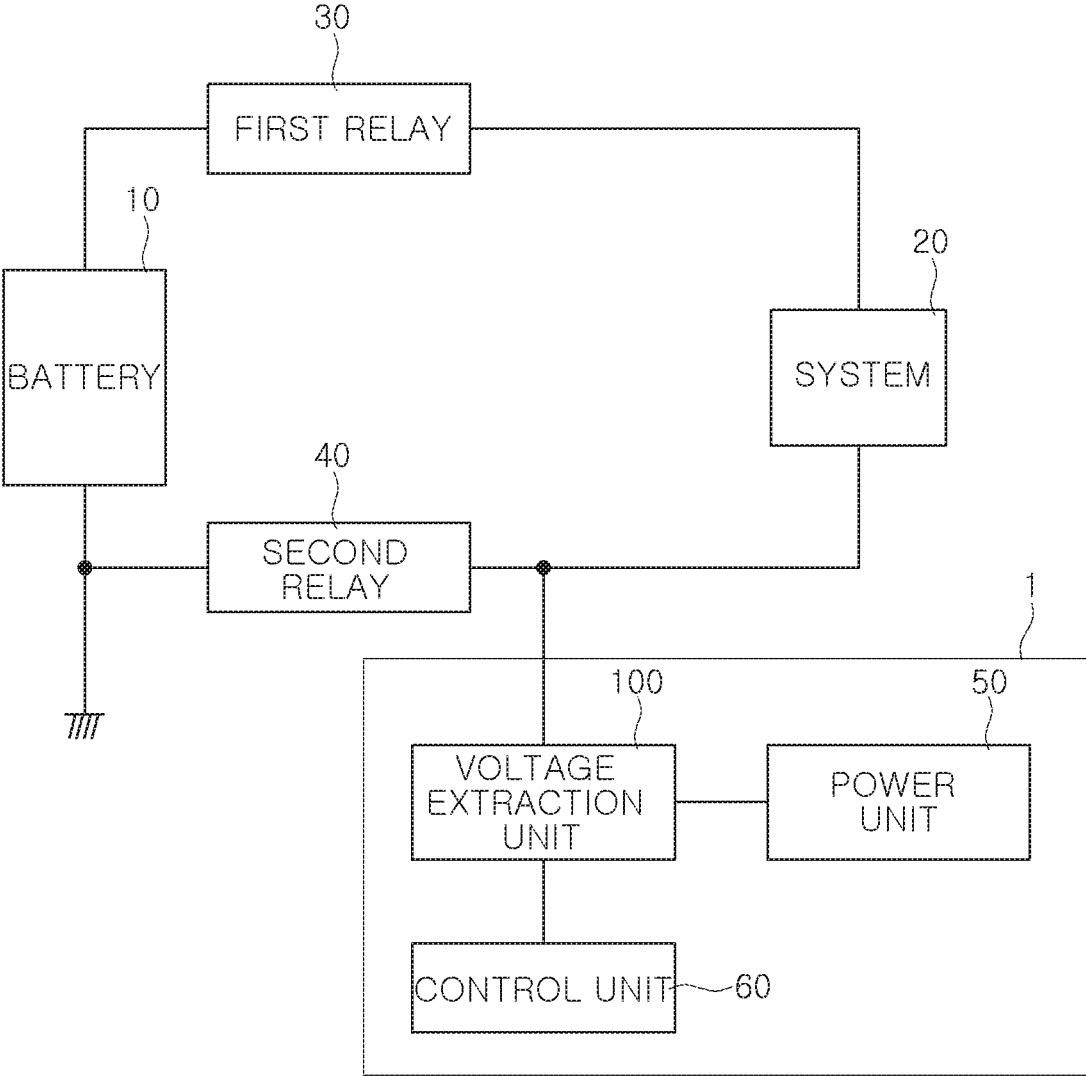 30
FIRST RELAY
10
20
BATTERY
SYSTEM
40
SECOND
RELAY
1
100
50
VOLTAGE
EXTRACTION
UNIT
POWER
UNIT
CONTROL UNIT
60